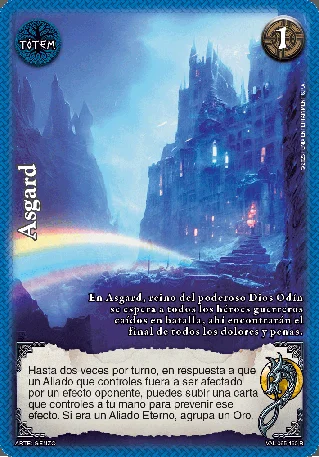 TÓTEM
1
Asgard
En Asgard, reino del poderoso Dios Odín
se espera a todos los héroes guerreros
caídos en batalla, ahí encontrarán el
final de todos los dolores y penas.
Hasta dos veces por turno, en respuesta a que
un Aliado que controles fuera a ser afectado
por un efecto oponente, puedes subir una carta
que controles a tu mano para prevenir ese
efecto. Si era un Aliado Eterno, agrupa un Oro.